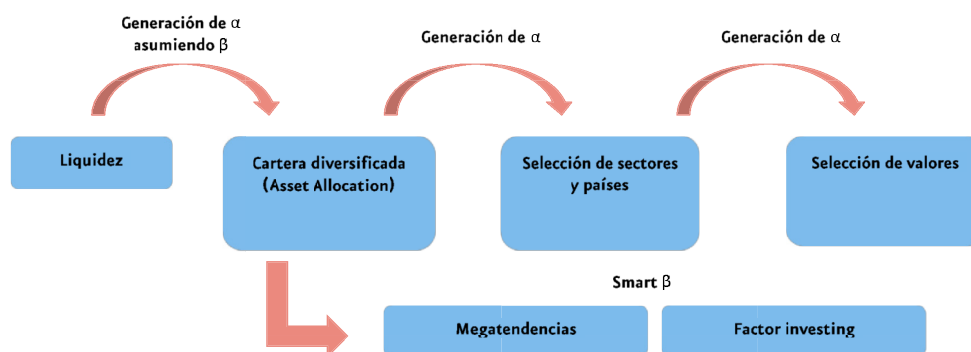 Generación de α
asumiendo β
Generación de α
Generación de α
Liquidez
Cartera diversificada
(Asset Allocation)
Selección de sectores
y países
Selección de valores
Smart β
Megatendencias
Factor investing